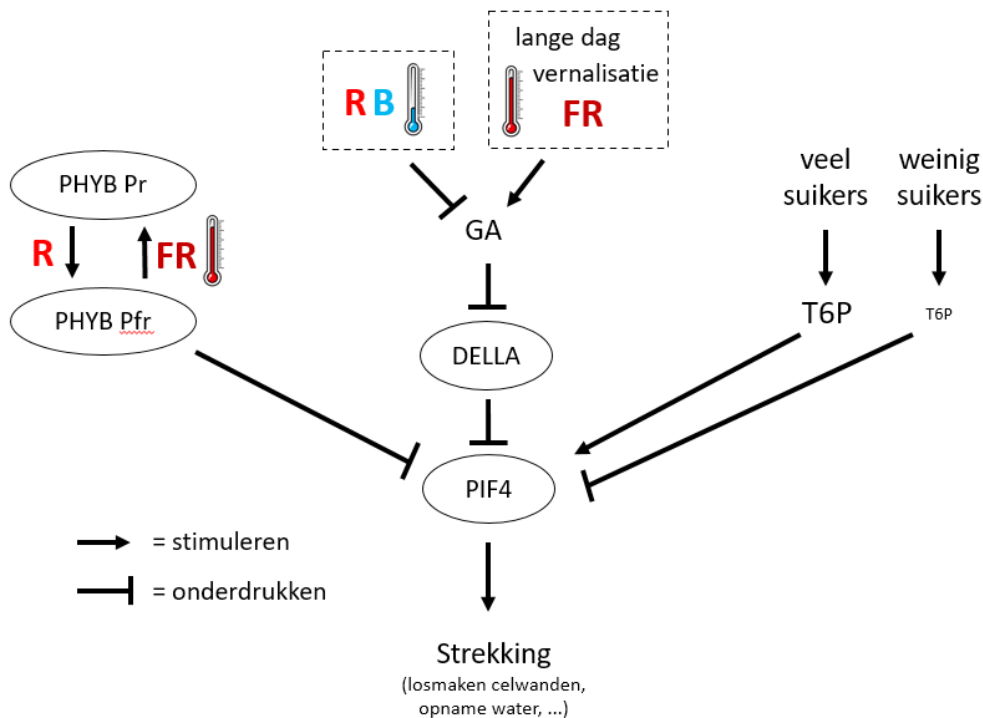 lange dag
vernalisatie
R B
FR
PHYB Pr
R
FR
PHYB Pfr
GA
DELLA
PIF4
veel
suikers
weinig
suikers
T6P
T6P
= stimuleren
= onderdrukken
Strekking
(losmaken celwanden,
opname water, ...)